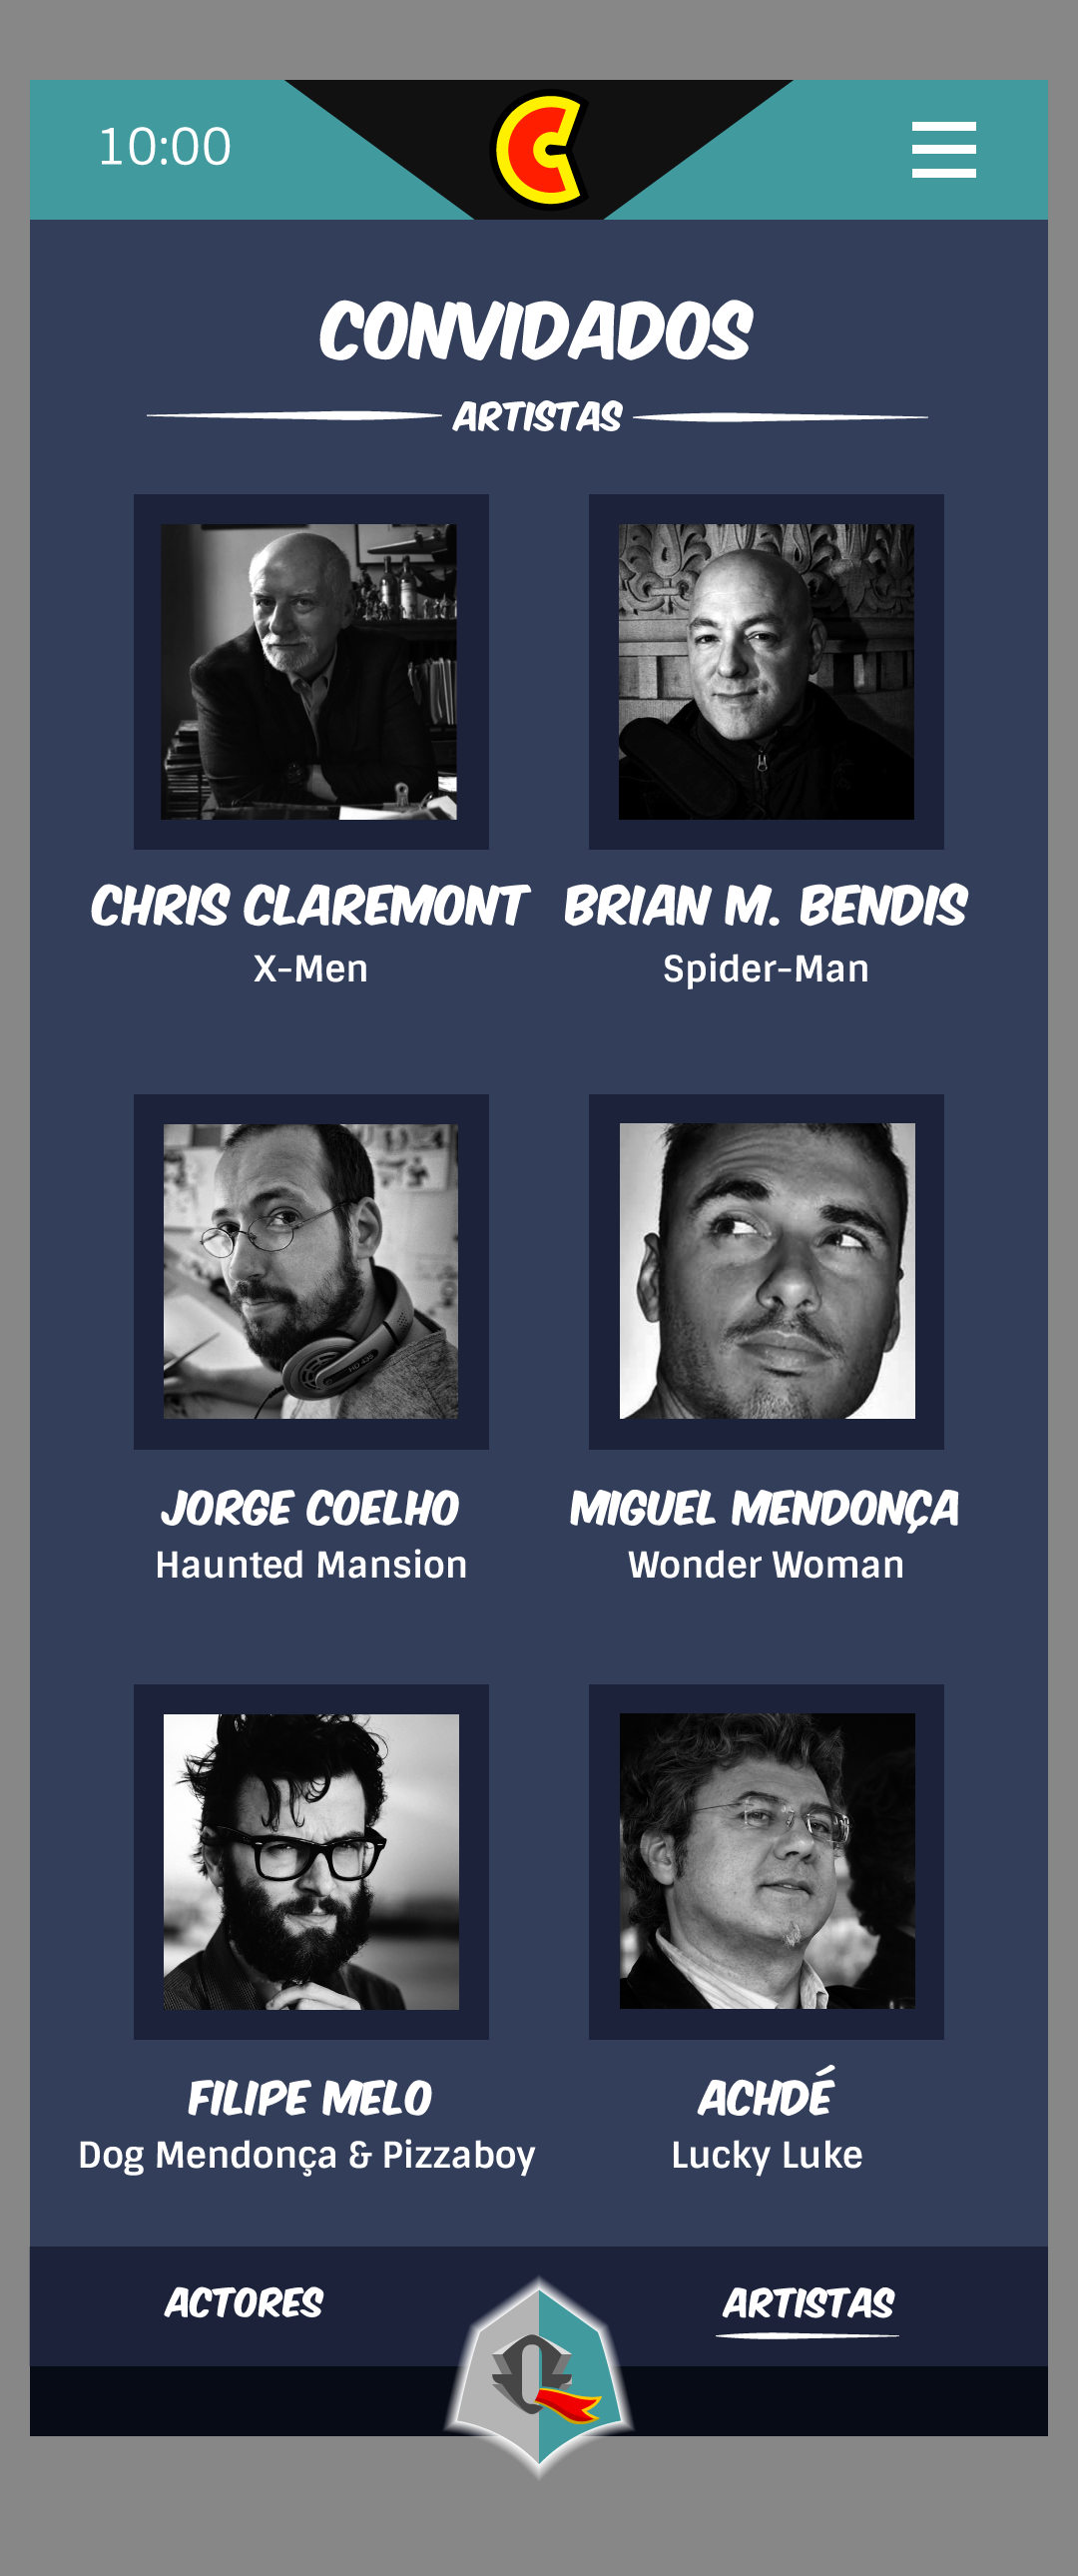 10:00
CONVIDADOS
ARTISTAS
CHRIS CLAREMONT
X-Men
BRIAN M. BENDIS
Spider-Man
JORGE COELHO
Haunted Mansion
MIGUEL MENDONÇA
Wonder Woman
FILIPE MELO
Dog Mendonça & Pizzaboy
ACHDÉ
Lucky Luke
ACTORES
ARTISTAS